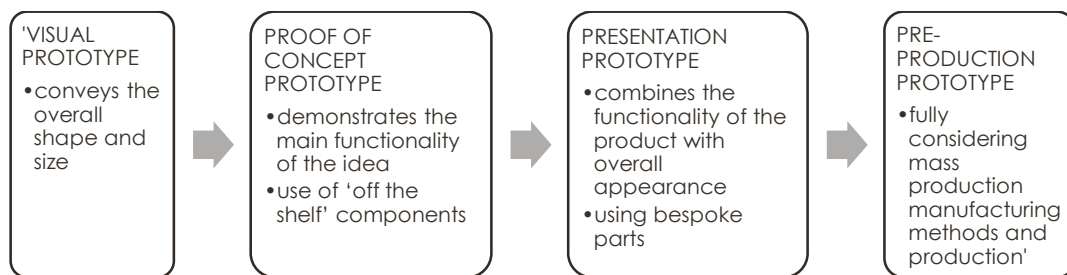 'VISUAL
PROTOTYPE
•conveys the
overall
shape and
size
PROOF OF
CONCEPT
PROTOTYPE
•demonstrates the
main functionality
of the idea
•use of ‘off the
shelf’ components
PRESENTATION
PROTOTYPE
•combines the
functionality of the
product with
overall
appearance
•using bespoke
parts
PRE-
PRODUCTION
PROTOTYPE
•fully
considering
mass
production
manufacturing
methods and
production'